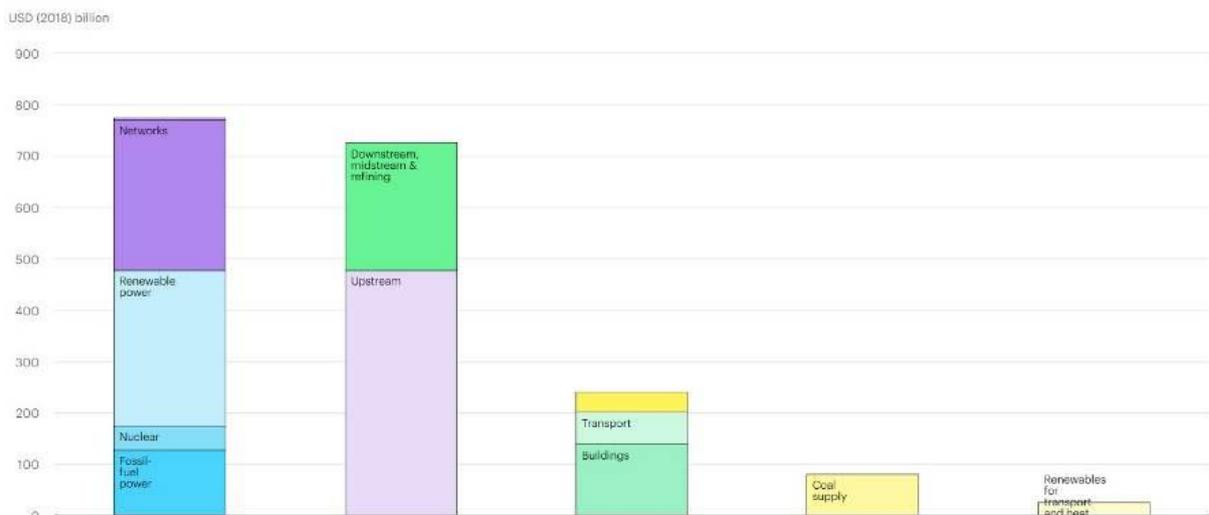 USD (2018) billion
900
800
700
600
500
400
300
200
100
0
Networks
Renewable
power
Nuclear
Fossil-
fuel
power
Downstream,
midstream &
refining
Upstream
Transport
Buildings
Coal
supply
Renewables
for
transport
and heat